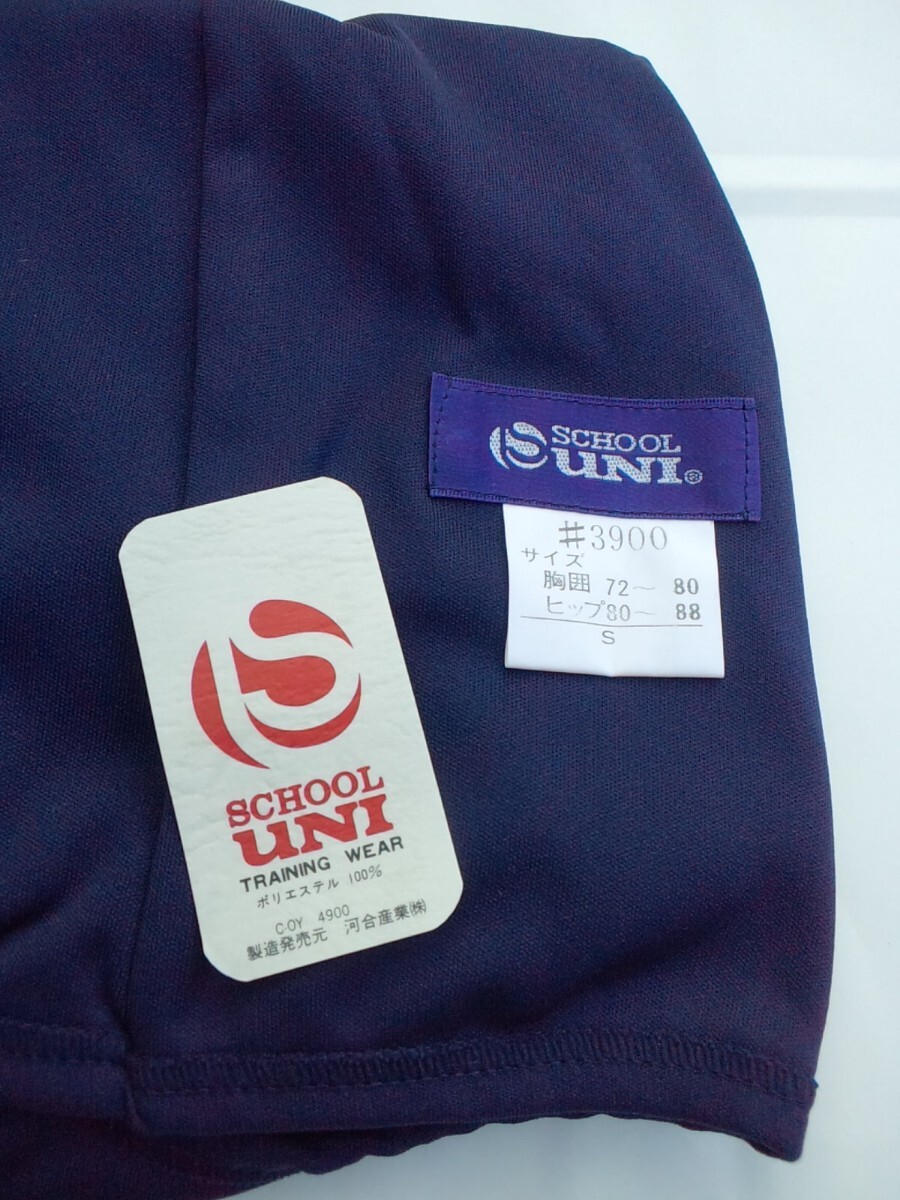 SCHOOL
UNI®
#3900
サイズ
胸囲 72～ 80
ヒップ80～ 88
S
SCHOOL
UNI
TRAINING WEAR
ポリエステル 100%
C-OY 4900
製造発売元 河合産業㈱